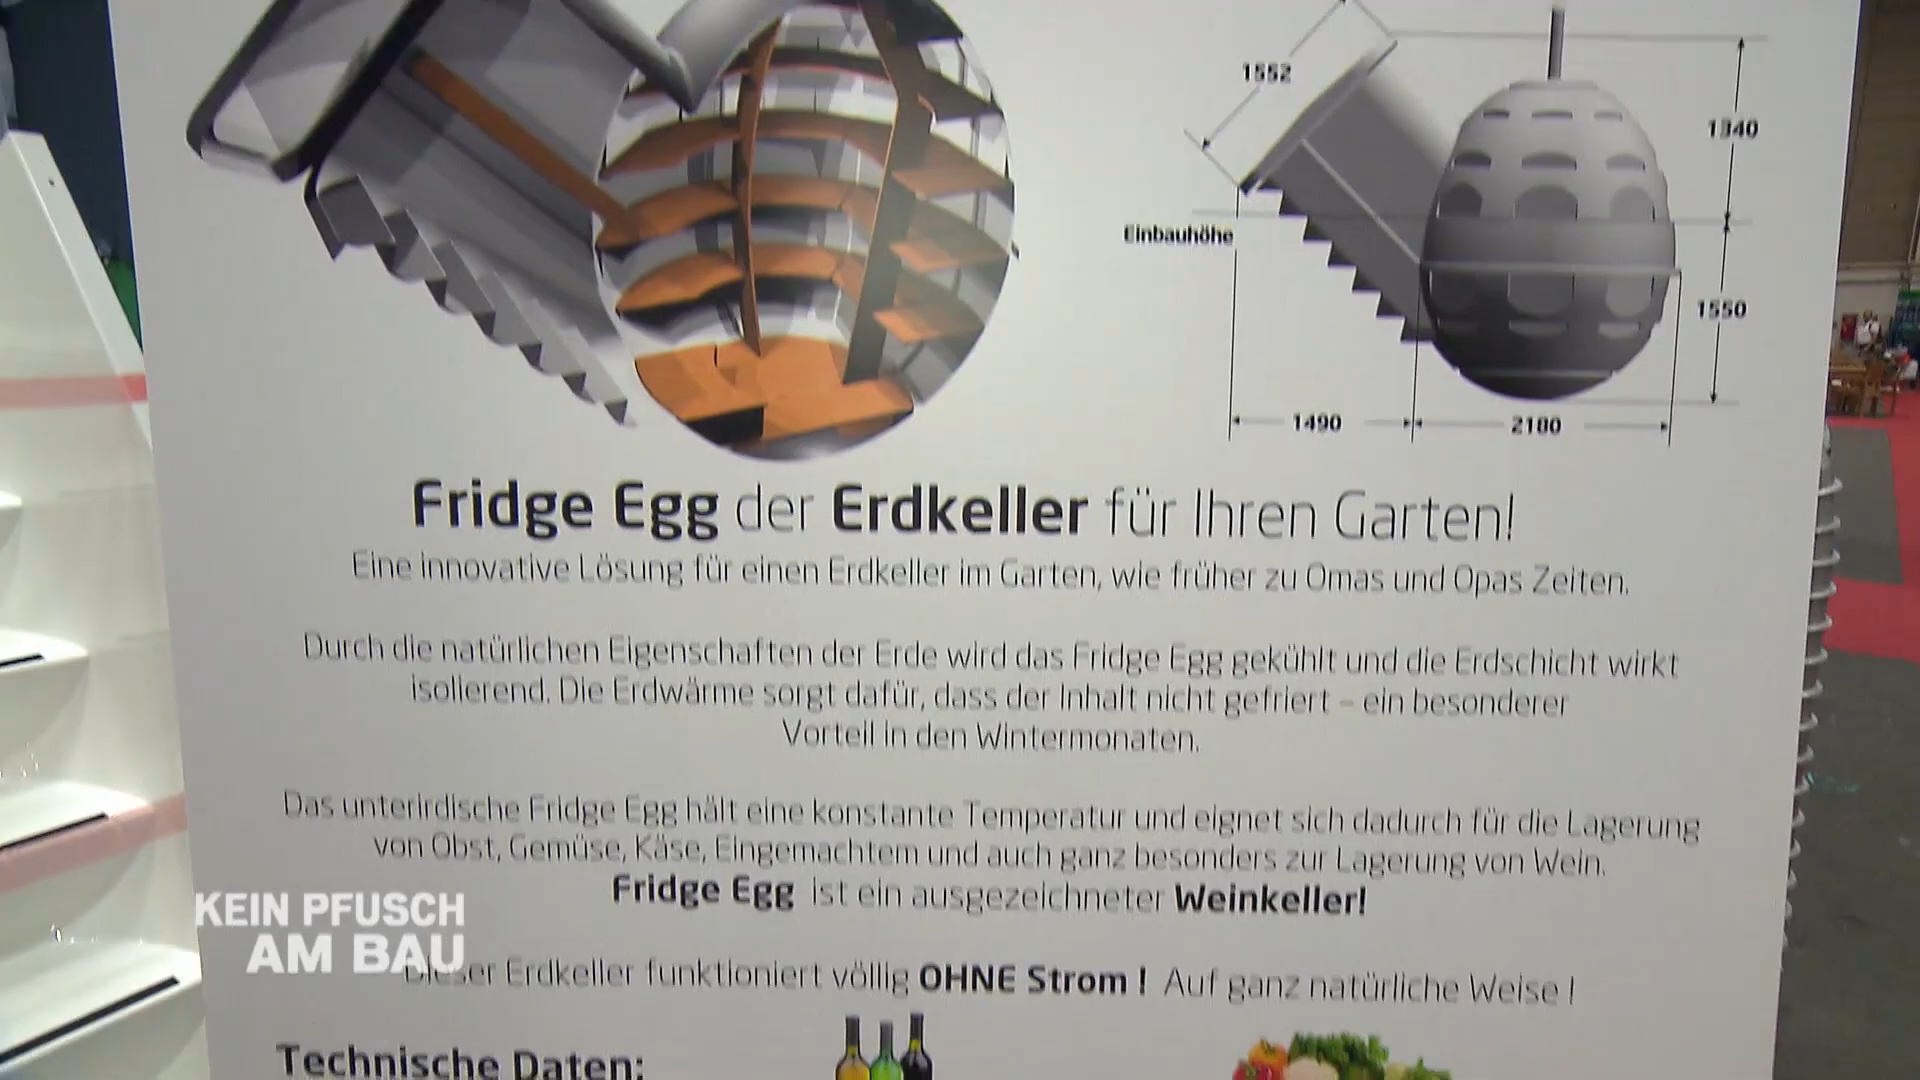 1552
1340
Einbauhöhe
1550
1490
2180
Fridge Egg der Erdkeller für Ihren Garten!
Eine innovative Lösung für einen Erdkeller im Garten, wie früher zu Omas und Opas Zeiten.
Durch die natürlichen Eigenschaften der Erde wird das Fridge Egg gekühlt und die Erdschicht wirkt
isolierend. Die Erdwärme sorgt dafür, dass der Inhalt nicht gefriert – ein besonderer
Vorteil in den Wintermonaten.
Das unterirdische Fridge Egg hält eine konstante Temperatur und eignet sich dadurch für die Lagerung
von Obst, Gemüse, Käse, Eingemachtem und auch ganz besonders zur Lagerung von Wein.
Fridge Egg ist ein ausgezeichneter Weinkeller!
KEIN PFUSCH
AM BAU
Dieser Erdkeller funktioniert völlig OHNE Strom ! Auf ganz natürliche Weise !
Technische Daten: